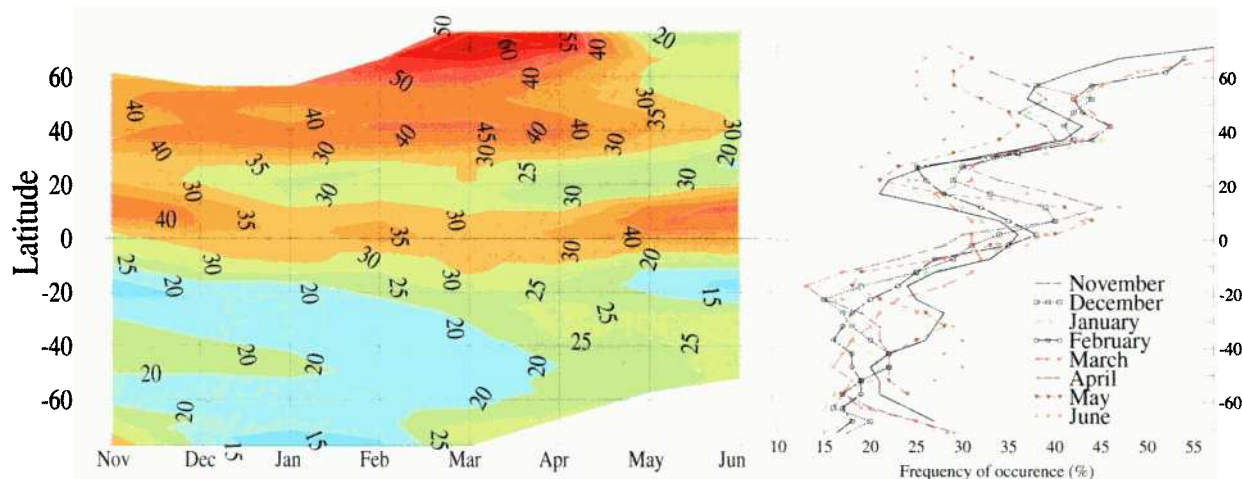 Latitude
60
40
20
0
-20
-40
-60
Nov Dec Jan Feb Mar Apr May Jun
50 60 55 40 20
40 40 50 40 30
40 45 40 40 35 30
30 35 30 30 25 30 30 20
40 35 30 35 30 30 40 30
25 30 30 25 25 20 15
20 20 20 25 25
20 20 20 20
20 15 25
60
40
20
0
-20
-40
-60
November
December
January
February
March
April
May
June
10 15 20 25 30 35 40 45 50 55
Frequency of occurence (%)